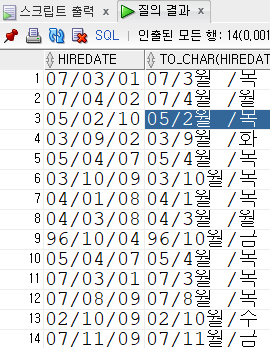 스크립트 출력 x 질의 결과 x
SQL | 인출된 모든 행: 14(0,001
HIREDATE TO_CHAR(HIREDAT
1 07/03/01 07/3월 /목
2 07/04/02 07/4월 /월
3 05/02/10 05/2월 /목
4 03/09/02 03/9월 /화
5 05/04/07 05/4월 /목
6 03/10/09 03/10월/목
7 04/01/08 04/1월 /목
8 04/03/08 04/3월 /월
9 96/10/04 96/10월/금
10 05/04/07 05/4월 /목
11 07/03/01 07/3월 /목
12 07/08/09 07/8월 /목
13 02/10/09 02/10월/수
14 07/11/09 07/11월/금